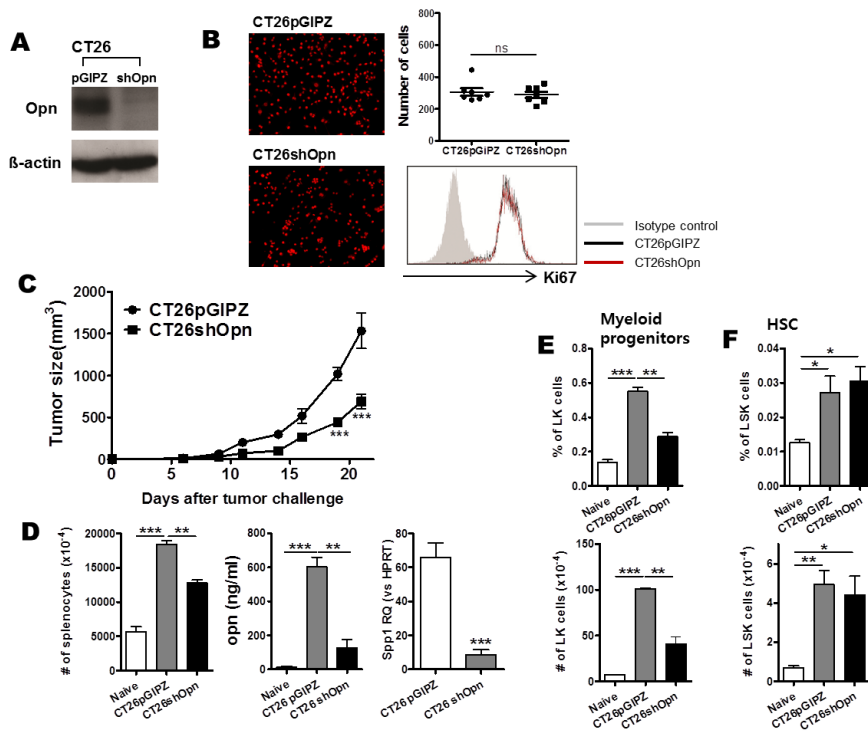 A
CT26
pGIPZ shOpn
Opn
ß-actin
B
CT26pGIPZ
CT26shOpn
Number of cells
800
600
400
200
0
ns
CT26pGiPZ CT26shOpn
Ki67
Isotype control
CT26pGIPZ
CT26shOpn
C
Tumor size(mm3)
2000
1500
1000
500
0
CT26pGIPZ
CT26shOpn
***
***
0 5 10 15 20
Days after tumor challenge
D
# of splenocytes (x10-4)
20000
15000
10000
5000
0
*** **
Naive
CT26pGIPZ
CT26shOpn
opn (ng/ml)
900
600
400
200
0
*** **
Naive
CT26 pGIPZ
CT26shOpn
Spp1 RQ (vs HPRT)
80
60
40
20
0
***
CT26 pGIPZ
CT26 shOpn
E
Myeloid
progenitors
% of LK cells
0.8
0.6
0.4
0.2
0.0
*** **
Naive
CT26pGIPZ
CT26shOpn
# of LK cells (x10-4)
150
100
50
0
*** **
Naive
CT26pGIPZ
CT26shOpn
F
HSC
% of LSK cells
0.04
0.03
0.02
0.01
0.00
*
*
Naive
CT26pGIPZ
CT26shOpn
# of LSK cells (x10-4)
6
4
2
0
*
**
Naive
CT26pGIPZ
CT26shOpn